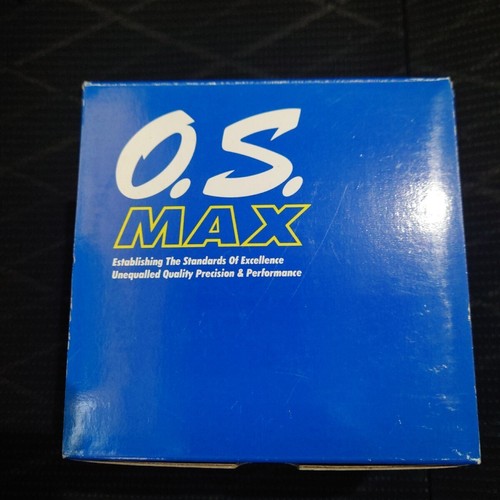 O.S.
MAX
Establishing The Standards Of Excellence
Unequalled Quality Precision & Performance